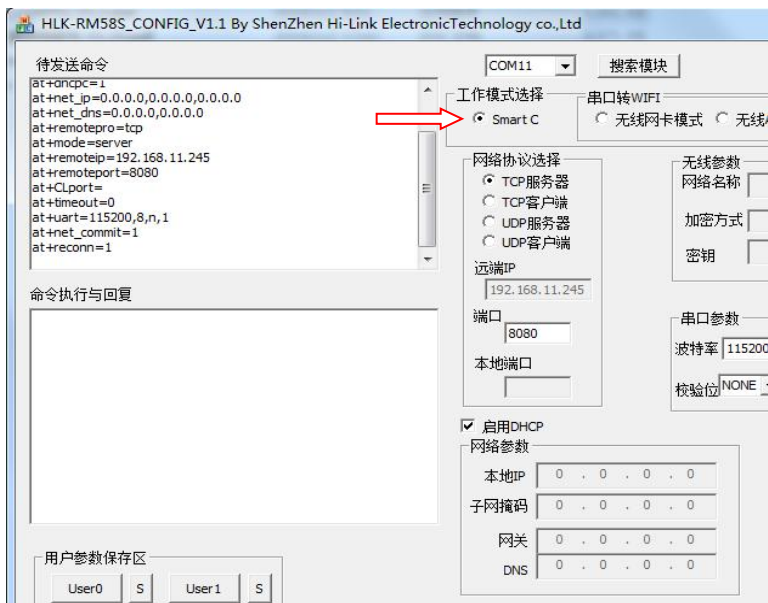 HLK-RM58S_CONFIG_V1.1 By ShenZhen Hi-Link ElectronicTechnology co.,Ltd
待发送命令
COM11
搜索模块
at+dhcpc=1
at+net_ip=0.0.0.0,0.0.0.0,0.0.0.0
at+net_dns=0.0.0.0,0.0.0.0
at+remotepro=tcp
at+mode=server
at+remoteip=192.168.11.245
at+remoteport=8080
at+CLport=
at+timeout=0
at+uart=115200,8,n,1
at+net_commit=1
at+reconn=1
工作模式选择
Smart C
串口转WIFI
无线网卡模式
无线
网络协议选择
TCP服务器
TCP客户端
UDP服务器
UDP客户端
远端IP
192.168.11.245
端口
8080
本地端口
无线参数
网络名称
加密方式
密钥
串口参数
波特率 115200
校验位 NONE
命令执行与回复
启用DHCP
网络参数
本地IP 0 . 0 . 0 . 0
子网掩码 0 . 0 . 0 . 0
网关 0 . 0 . 0 . 0
DNS 0 . 0 . 0 . 0
用户参数保存区
User0 S User1 S